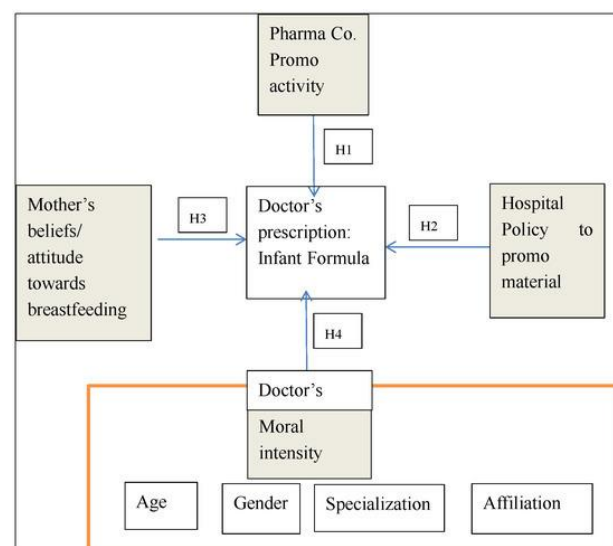 Pharma Co.
Promo
activity
H1
Mother's
beliefs/
attitude
towards
breastfeeding
H3
Doctor's
prescription:
Infant Formula
H2
Hospital
Policy to
promo
material
H4
Doctor's
Moral
intensity
Age
Gender
Specialization
Affiliation